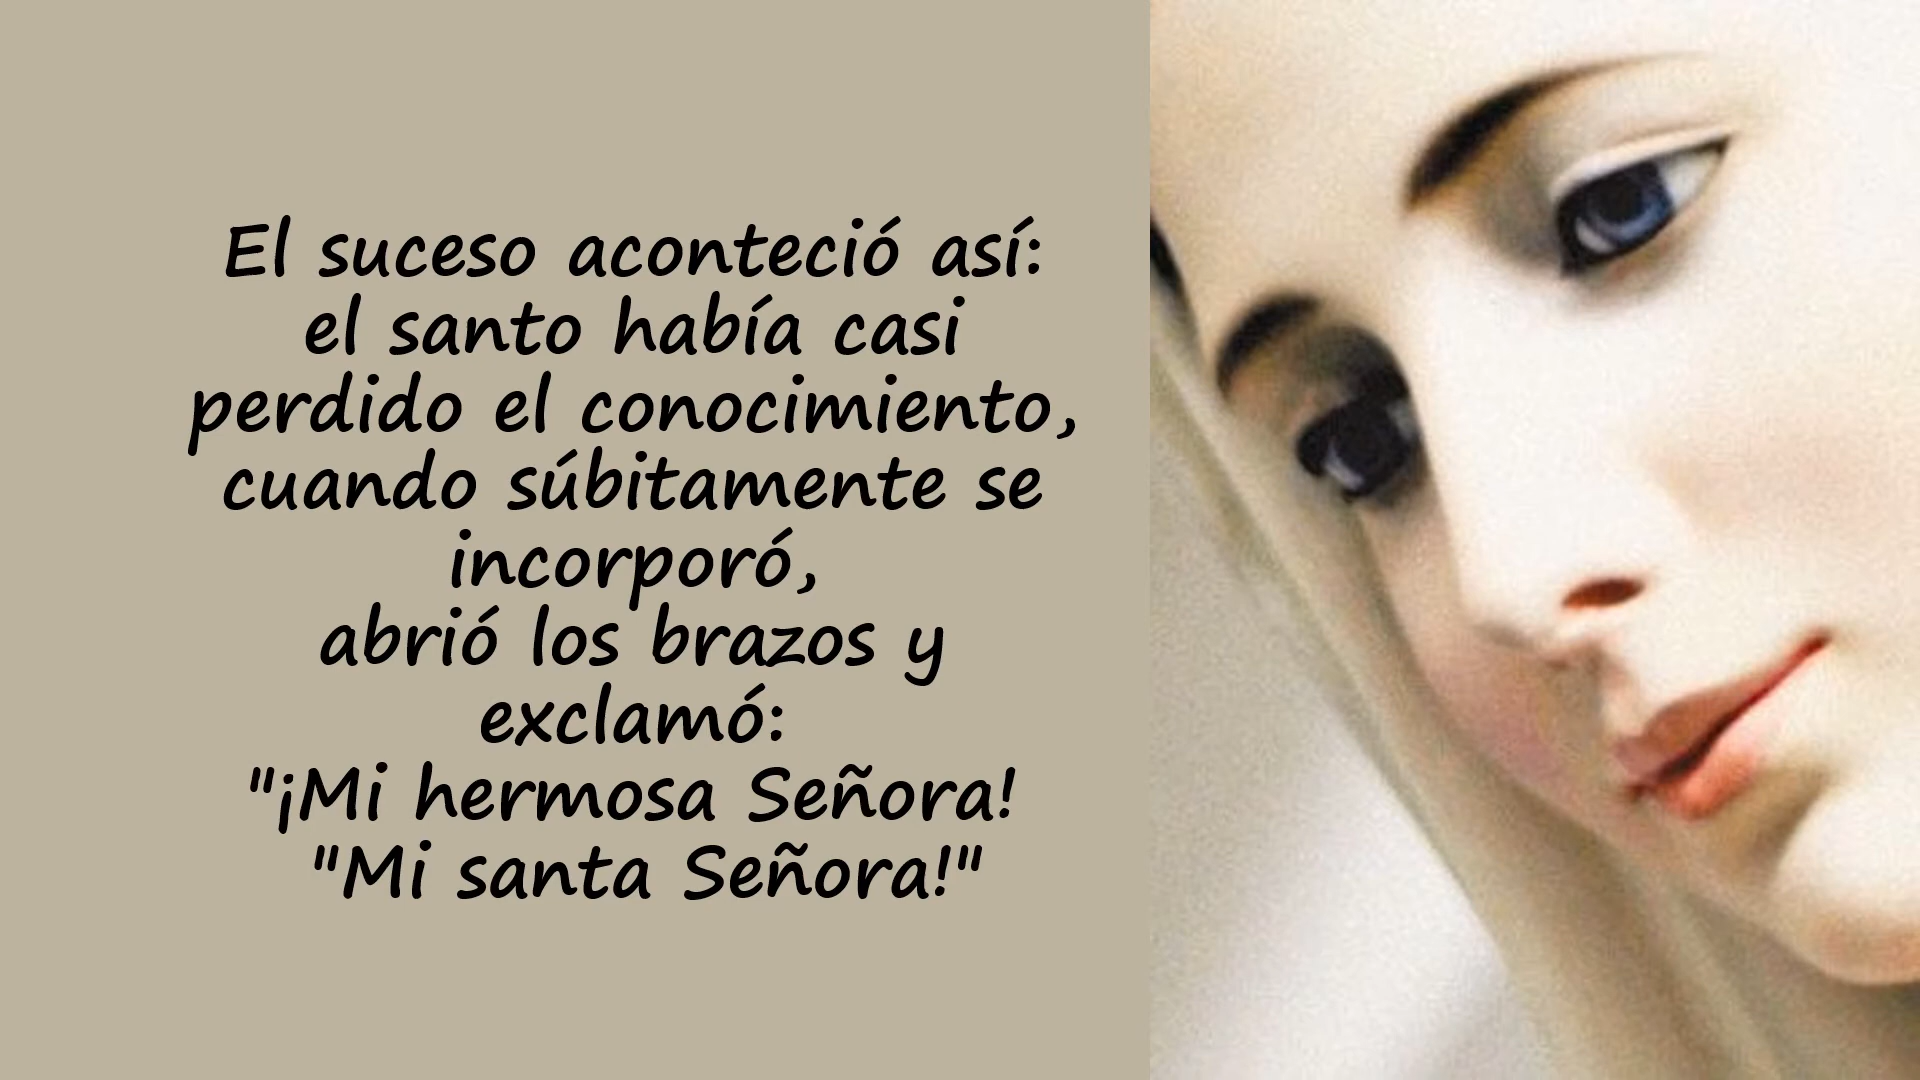 El suceso aconteció así:
el santo había casi
perdido el conocimiento,
cuando súbitamente se
incorporó,
abrió los brazos y
exclamó:
"¡Mi hermosa Señora!
"Mi santa Señora!"